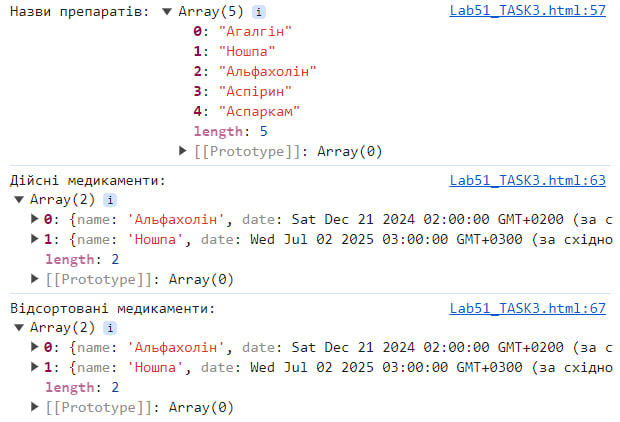 Назви препаратів: ▼ Array(5) i Lab51_TASK3.html:57
0: "Агалгін"
1: "Ношпа"
2: "Альфахолін"
3: "Аспірин"
4: "Аспаркам"
length: 5
▶ [[Prototype]]: Array(0)
Дійсні медикаменти: Lab51_TASK3.html:63
▼ Array(2) i
▶ 0: {name: 'Альфахолін', date: Sat Dec 21 2024 02:00:00 GMT+0200 (за с
▶ 1: {name: 'Ношпа', date: Wed Jul 02 2025 03:00:00 GMT+0300 (за східно
length: 2
▶ [[Prototype]]: Array(0)
Відсортовані медикаменти: Lab51_TASK3.html:67
▼ Array(2) i
▶ 0: {name: 'Альфахолін', date: Sat Dec 21 2024 02:00:00 GMT+0200 (за с
▶ 1: {name: 'Ношпа', date: Wed Jul 02 2025 03:00:00 GMT+0300 (за східно
length: 2
▶ [[Prototype]]: Array(0)